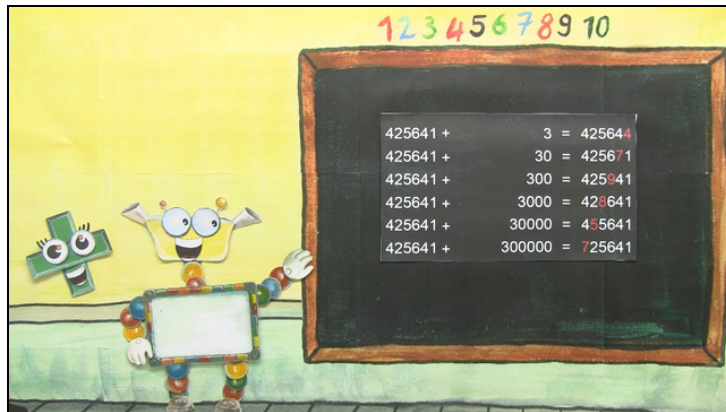 1 2 3 4 5 6 7 8 9 10
425641 + 3 = 425644
425641 + 30 = 425671
425641 + 300 = 425941
425641 + 3000 = 428641
425641 + 30000 = 455641
425641 + 300000 = 725641